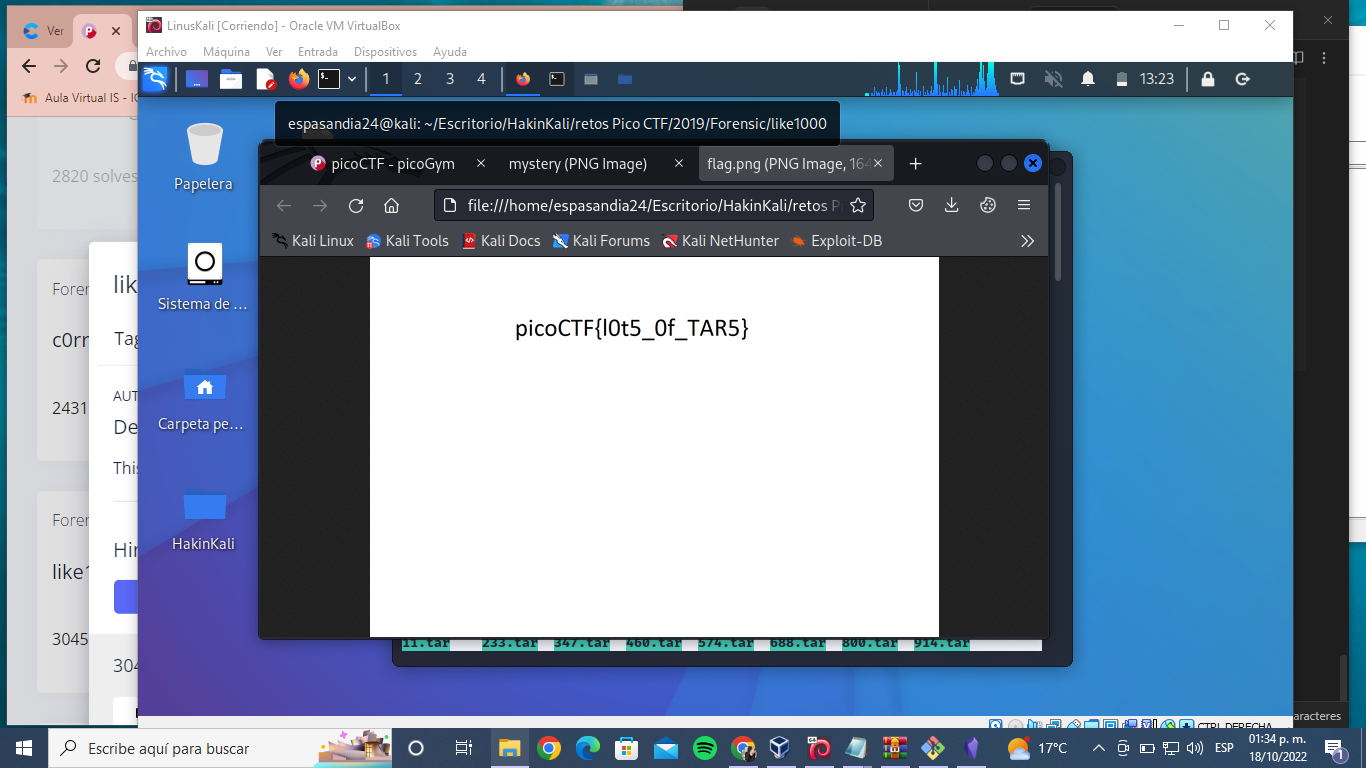 LinusKali [Corriendo] - Oracle VM VirtualBox
Archivo Máquina Ver Entrada Dispositivos Ayuda
Ver
1 2 3 4
13:23
Aula Virtual IS -
espasandia24@kali: ~/Escritorio/HakinKali/retos Pico CTF/2019/Forensic/like1000
picoCTF - picoGym
mystery (PNG Image)
flag.png (PNG Image, 164
file:///home/espasandia24/Escritorio/HakinKali/retos P
Kali Linux Kali Tools Kali Docs Kali Forums Kali NetHunter Exploit-DB
picoCTF{l0t5_0f_TAR5}
11.tar 233.tar 347.tar 460.tar 574.tar 688.tar 800.tar 914.tar
Papelera
Sistema de ...
Carpeta pe...
HakinKali
2820 solves
Foren
c0rr
2431
Foren
like1
3045
lik
Tag
AUT
De
This
Hin
304
CTRL DERECHA
aracteres
Escribe aquí para buscar
17°C
ESP
01:34 p. m.
18/10/2022
1